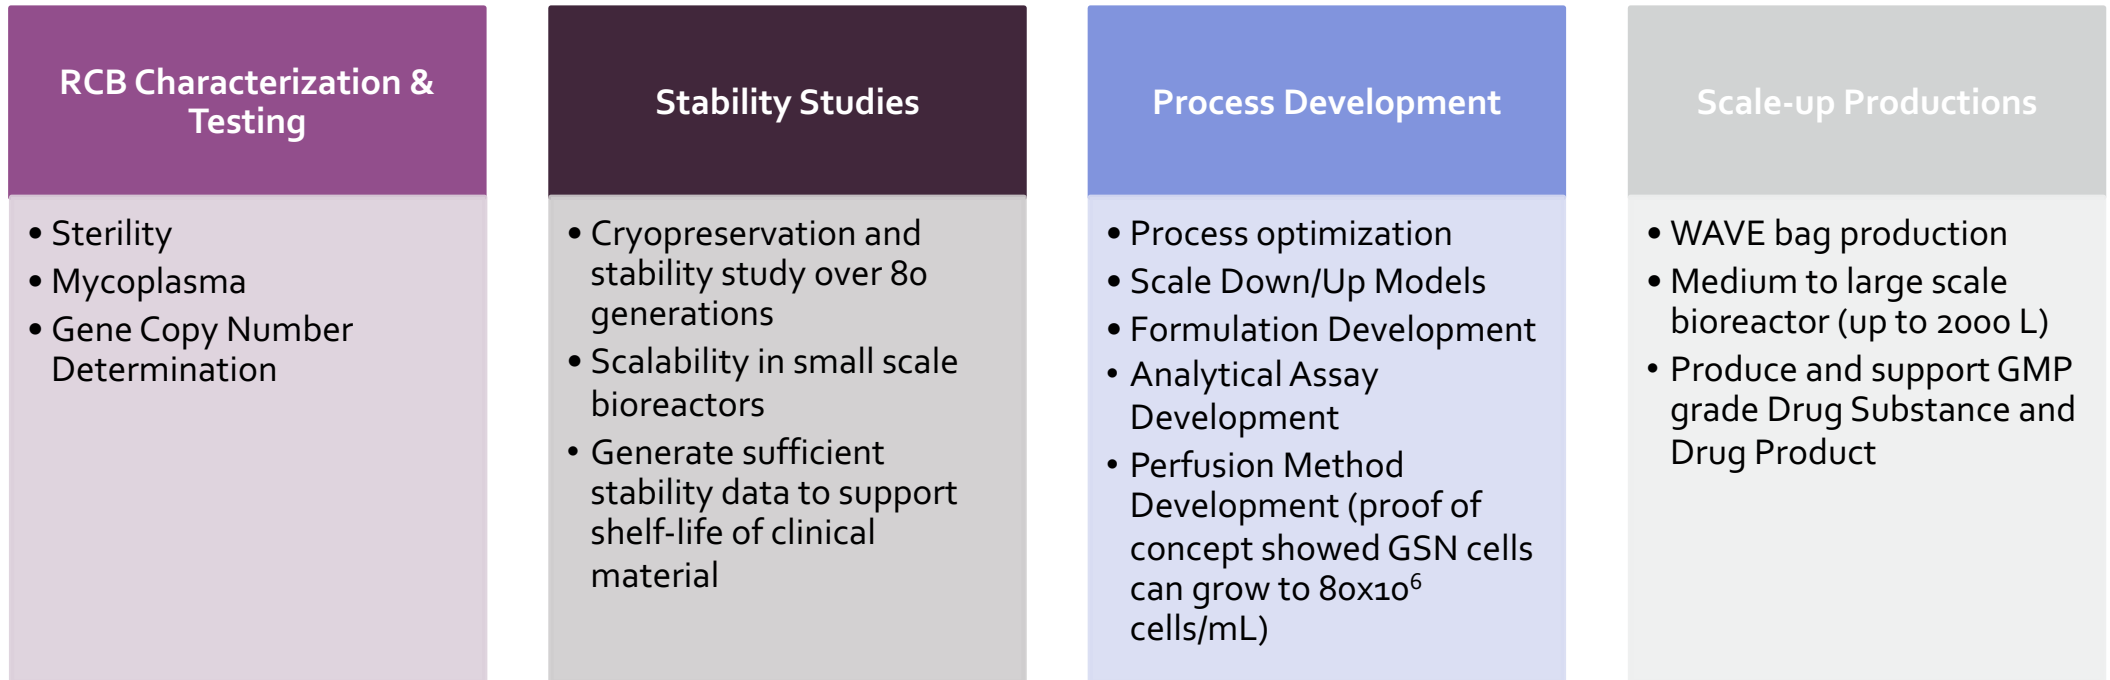 RCB Characterization &
Testing
• Sterility
• Mycoplasma
• Gene Copy Number
Determination
Stability Studies
• Cryopreservation and
stability study over 80
generations
• Scalability in small scale
bioreactors
• Generate sufficient
stability data to support
shelf-life of clinical
material
Process Development
• Process optimization
• Scale Down/Up Models
• Formulation Development
• Analytical Assay
Development
• Perfusion Method
Development (proof of
concept showed GSN cells
can grow to 80x10⁶
cells/mL)
Scale-up Productions
• WAVE bag production
• Medium to large scale
bioreactor (up to 2000 L)
• Produce and support GMP
grade Drug Substance and
Drug Product